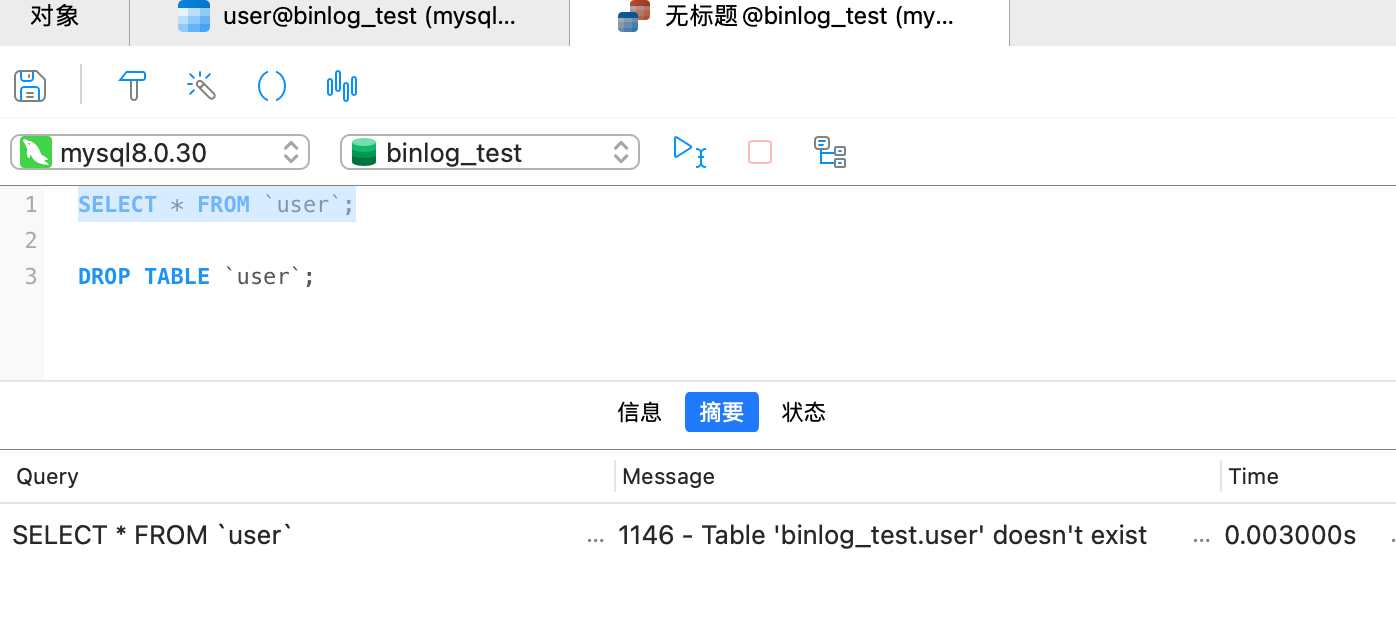 对象
user@binlog_test (mysql...
无标题@binlog_test (my...
mysql8.0.30
binlog_test
1 SELECT * FROM `user`;
2
3 DROP TABLE `user`;
信息 摘要 状态
Query Message Time
SELECT * FROM `user` ... 1146 - Table 'binlog_test.user' doesn't exist ... 0.003000s